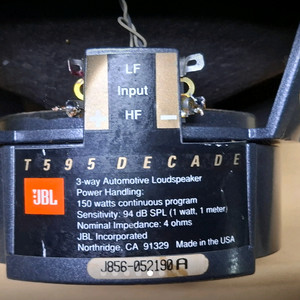 LF
Input
HF
+ −
T595 DECADE
JBL
3-way Automotive Loudspeaker
Power Handling:
150 watts continuous program
Sensitivity: 94 dB SPL (1 watt, 1 meter)
Nominal Impedance: 4 ohms
JBL Incorporated
Northridge, CA 91329 Made in the USA
J856-052190 A